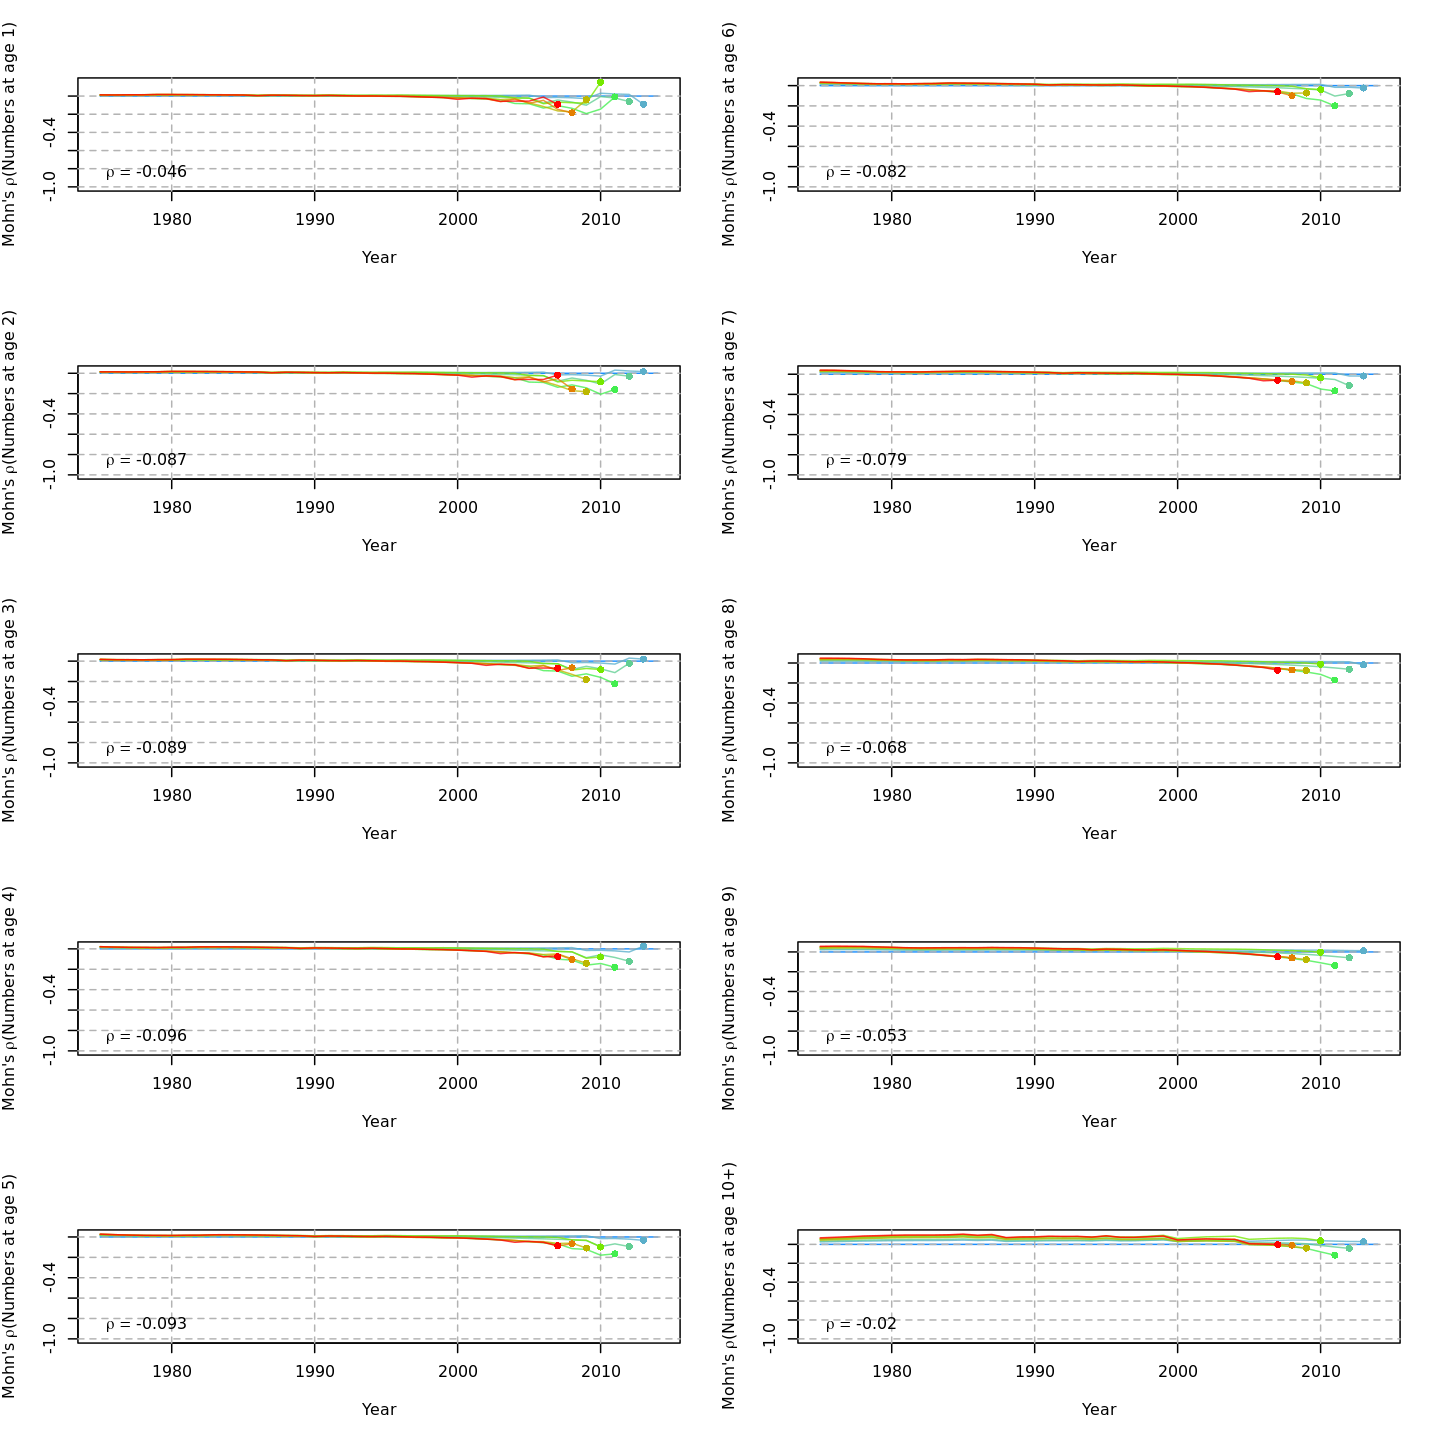 Mohn's ρ(Numbers at age 1)
-0.4
-1.0
ρ = -0.046
1980 1990 2000 2010
Year
Mohn's ρ(Numbers at age 6)
-0.4
-1.0
ρ = -0.082
1980 1990 2000 2010
Year
Mohn's ρ(Numbers at age 2)
-0.4
-1.0
ρ = -0.087
1980 1990 2000 2010
Year
Mohn's ρ(Numbers at age 7)
-0.4
-1.0
ρ = -0.079
1980 1990 2000 2010
Year
Mohn's ρ(Numbers at age 3)
-0.4
-1.0
ρ = -0.089
1980 1990 2000 2010
Year
Mohn's ρ(Numbers at age 8)
-0.4
-1.0
ρ = -0.068
1980 1990 2000 2010
Year
Mohn's ρ(Numbers at age 4)
-0.4
-1.0
ρ = -0.096
1980 1990 2000 2010
Year
Mohn's ρ(Numbers at age 9)
-0.4
-1.0
ρ = -0.053
1980 1990 2000 2010
Year
Mohn's ρ(Numbers at age 5)
-0.4
-1.0
ρ = -0.093
1980 1990 2000 2010
Year
Mohn's ρ(Numbers at age 10+)
-0.4
-1.0
ρ = -0.02
1980 1990 2000 2010
Year